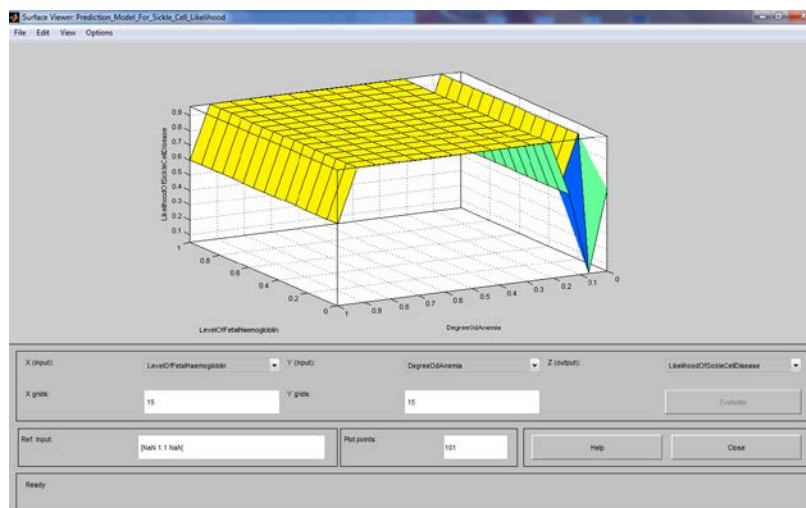 Surface Viewer: Prediction_Model_For_Sickle_Cell_Likelihood
File Edit View Options
LikelihoodOfSickleCellDisease
0.9
0.8
0.7
0.6
0.5
0.4
0.3
0.2
0.1
1
0.8
0.6
0.4
0.2
0
1
0.9
0.8
0.7
0.6
0.5
0.4
0.3
0.2
0.1
0
LevelOfFetalHaemogloblin
DegreeOdAnemia
X (input): LevelOfFetalHaemogloblin Y (input): DegreeOdAnemia Z (output): LikelihoodOfSickleCellDisease
X grids: 15 Y grids: 15 Evaluate
Ref. Input: [NaN 1.1 NaN] Plot points: 101 Help Close
Ready